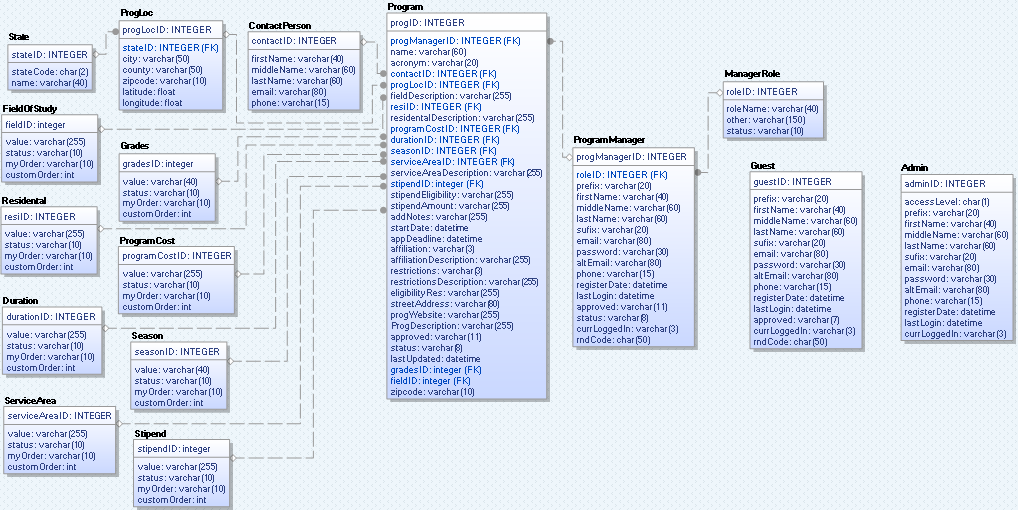 State
stateID: INTEGER
stateCode: char(2)
name: varchar(40)
ProgLoc
progLocID: INTEGER
stateID: INTEGER (FK)
city: varchar(50)
county: varchar(50)
zipcode: varchar(10)
latitude: float
longitude: float
ContactPerson
contactID: INTEGER
firstName: varchar(40)
middleName: varchar(60)
lastName: varchar(60)
email: varchar(80)
phone: varchar(15)
Program
progID: INTEGER
progManagerID: INTEGER (FK)
name: varchar(60)
acronym: varchar(20)
contactID: INTEGER (FK)
progLocID: INTEGER (FK)
fieldDescription: varchar(255)
resiID: INTEGER (FK)
residentalDescription: varchar(255)
programCostID: INTEGER (FK)
durationID: INTEGER (FK)
seasonID: INTEGER (FK)
serviceAreaID: INTEGER (FK)
serviceAreaDescription: varchar(255)
stipendID: integer (FK)
stipendEligibility: varchar(255)
stipendAmount: varchar(255)
addNotes: varchar(255)
startDate: datetime
appDeadline: datetime
affiliation: varchar(3)
affiliationDescription: varchar(255)
restrictions: varchar(3)
restrictionsDescription: varchar(255)
eligibilityRes: varchar(255)
streetAddress: varchar(80)
progWebsite: varchar(255)
ProgDescription: varchar(255)
approved: varchar(11)
status: varchar(8)
lastUpdated: datetime
gradesID: integer (FK)
fieldID: integer (FK)
zipcode: varchar(10)
FieldOfStudy
fieldID: integer
value: varchar(255)
status: varchar(10)
myOrder: varchar(10)
customOrder: int
Grades
gradesID: integer
value: varchar(40)
status: varchar(10)
myOrder: varchar(10)
customOrder: int
Residental
resiID: INTEGER
value: varchar(255)
status: varchar(10)
myOrder: varchar(10)
customOrder: int
ProgramCost
programCostID: INTEGER
value: varchar(255)
status: varchar(10)
myOrder: varchar(10)
customOrder: int
Duration
durationID: INTEGER
value: varchar(255)
status: varchar(10)
myOrder: varchar(10)
customOrder: int
Season
seasonID: INTEGER
value: varchar(40)
status: varchar(10)
myOrder: varchar(10)
customOrder: int
ServiceArea
serviceAreaID: INTEGER
value: varchar(255)
status: varchar(10)
myOrder: varchar(10)
customOrder: int
Stipend
stipendID: integer
value: varchar(255)
status: varchar(10)
myOrder: varchar(10)
customOrder: int
ManagerRole
roleID: INTEGER
roleName: varchar(40)
other: varchar(150)
status: varchar(10)
ProgramManager
progManagerID: INTEGER
roleID: INTEGER (FK)
prefix: varchar(20)
firstName: varchar(40)
middleName: varchar(60)
lastName: varchar(60)
sufix: varchar(20)
email: varchar(80)
password: varchar(30)
altEmail: varchar(80)
phone: varchar(15)
registerDate: datetime
lastLogin: datetime
approved: varchar(11)
status: varchar(8)
currLoggedIn: varchar(3)
rndCode: char(50)
Guest
guestID: INTEGER
prefix: varchar(20)
firstName: varchar(40)
middleName: varchar(60)
lastName: varchar(60)
sufix: varchar(20)
email: varchar(80)
password: varchar(30)
altEmail: varchar(80)
phone: varchar(15)
registerDate: datetime
lastLogin: datetime
approved: varchar(7)
currLoggedIn: varchar(3)
rndCode: char(50)
Admin
adminID: INTEGER
accessLevel: char(1)
prefix: varchar(20)
firstName: varchar(40)
middleName: varchar(60)
lastName: varchar(60)
sufix: varchar(20)
email: varchar(80)
password: varchar(30)
altEmail: varchar(80)
phone: varchar(15)
registerDate: datetime
lastLogin: datetime
currLoggedIn: varchar(3)